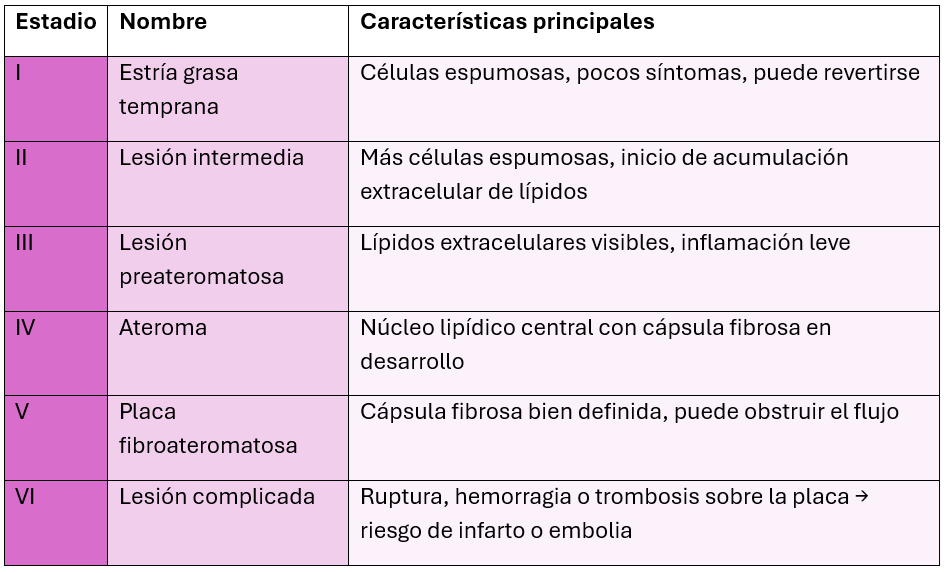 Estadio Nombre Características principales
I Estría grasa temprana Células espumosas, pocos síntomas, puede revertirse
II Lesión intermedia Más células espumosas, inicio de acumulación extracelular de lípidos
III Lesión preateromatosa Lípidos extracelulares visibles, inflamación leve
IV Ateroma Núcleo lipídico central con cápsula fibrosa en desarrollo
V Placa fibroateromatosa Cápsula fibrosa bien definida, puede obstruir el flujo
VI Lesión complicada Ruptura, hemorragia o trombosis sobre la placa → riesgo de infarto o embolia